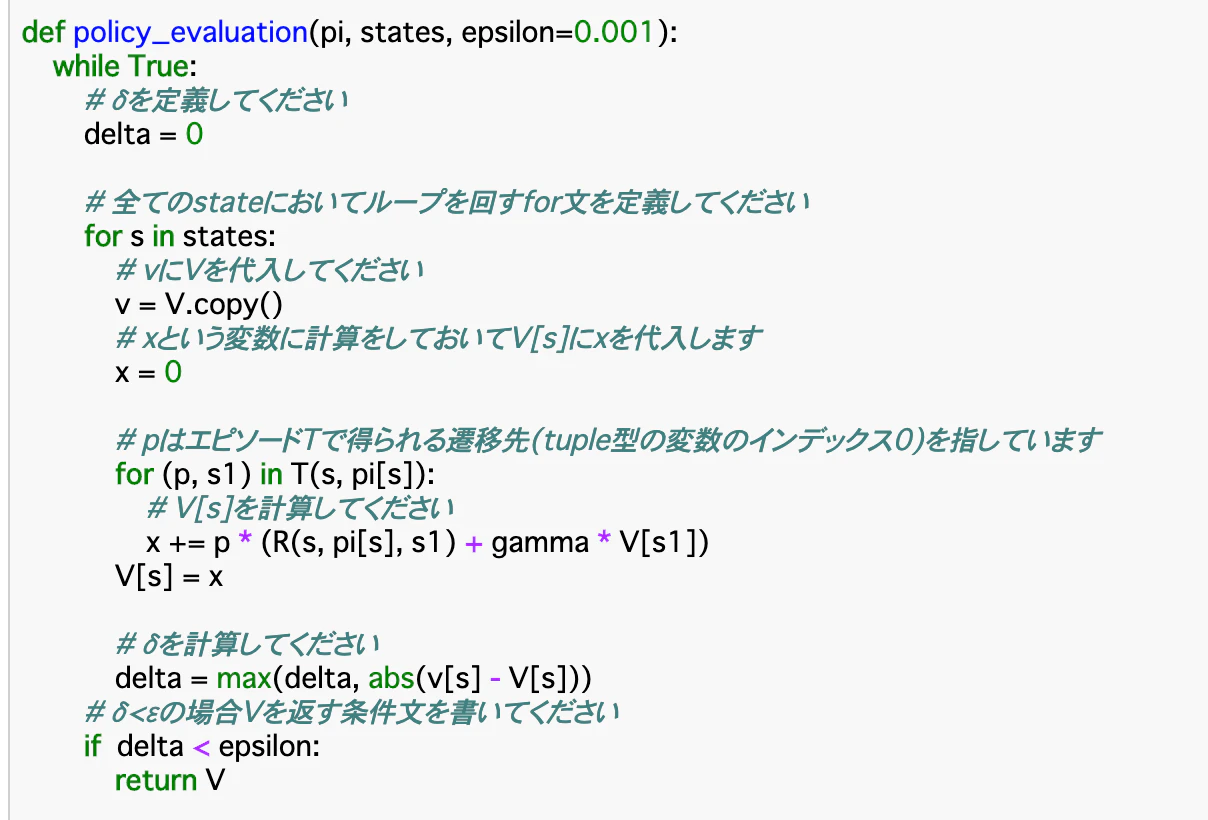 def policy_evaluation(pi, states, epsilon=0.001):
while True:
# δを定義してください
delta = 0
# 全てのstateにおいてループを回すfor文を定義してください
for s in states:
# vにVを代入してください
v = V.copy()
# xという変数に計算をしておいてV[s]にxを代入します
x = 0
# pはエピソードTで得られる遷移先(tuple型の変数のインデックス0)を指しています
for (p, s1) in T(s, pi[s]):
# V[s]を計算してください
x += p * (R(s, pi[s], s1) + gamma * V[s1])
V[s] = x
# δを計算してください
delta = max(delta, abs(v[s] - V[s]))
# δ<εの場合Vを返す条件文を書いてください
if  delta < epsilon:
return V